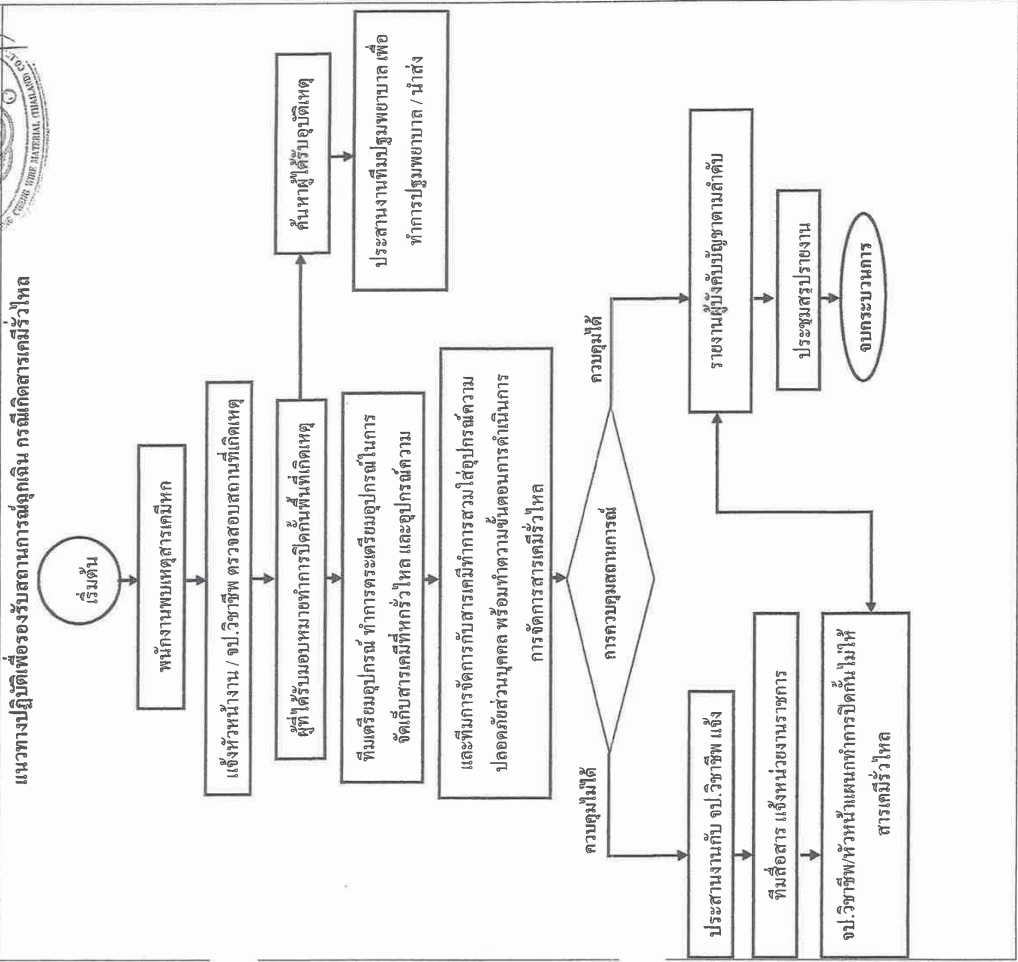 แนวทางปฏิบัติเพื่อรองรับสถานการณ์ฉุกเฉิน กรณีเกิดสารเคมีรั่วไหล
เริ่มต้น
พนักงานพบเหตุสารเคมีหก
แจ้งหัวหน้างาน / จป.วิชาชีพ ตรวจสอบสถานที่เกิดเหตุ
ผู้ที่ได้รับมอบหมายทำการปิดกั้นพื้นที่เกิดเหตุ
ค้นหาผู้ได้รับอุบัติเหตุ
ประสานงานทีมปฐมพยาบาล เพื่อ
ทำการปฐมพยาบาล / นำส่ง
ทีมเตรียมอุปกรณ์ ทำการตระเตรียมอุปกรณ์ในการ
จัดเก็บสารเคมีที่หกรั่วไหล และอุปกรณ์ความ
และทีมการจัดการกับสารเคมีทำการสวมใส่อุปกรณ์ความ
ปลอดภัยส่วนบุคคล พร้อมทำตามขั้นตอนการดำเนินการ
การจัดการสารเคมีรั่วไหล
การควบคุมสถานการณ์
ควบคุมไม่ได้
ควบคุมได้
ประสานงานกับ จป.วิชาชีพ แจ้ง
ทีมสื่อสาร แจ้งหน่วยงานราชการ
จป.วิชาชีพ/หัวหน้าแผนกทำการปิดกั้นไม่ให้
สารเคมีรั่วไหล
รายงานผู้บังคับบัญชาตามลำดับ
ประชุมสรุปรายงาน
จบกระบวนการ
WIRE MATERIAL (THAILAND) CO.,